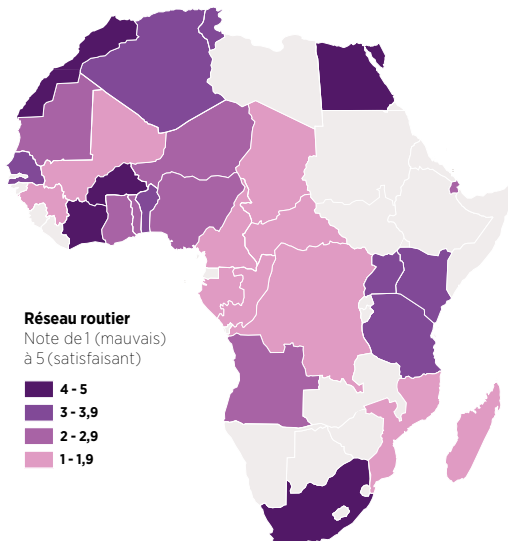 Réseau routier
Note de 1 (mauvais)
à 5 (satisfaisant)
4 - 5
3 - 3,9
2 - 2,9
1 - 1,9